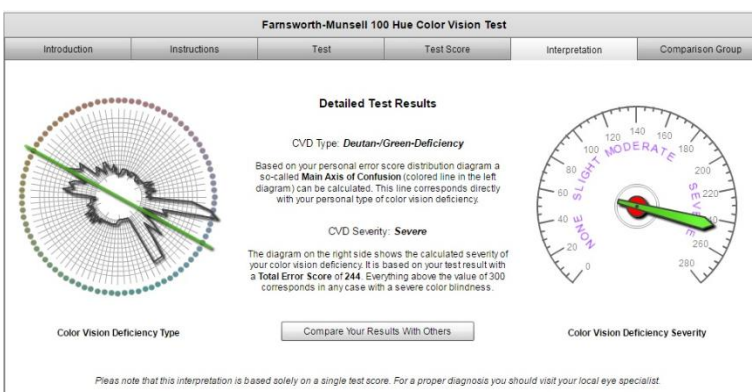 Farnsworth-Munsell 100 Hue Color Vision Test
Introduction
Instructions
Test
Test Score
Interpretation
Comparison Group
Detailed Test Results
CVD Type: Deutan-/Green-Deficiency
Based on your personal error score distribution diagram a
so-called Main Axis of Confusion (colored line in the left
diagram) can be calculated. This line corresponds directly
with your personal type of color vision deficiency.
CVD Severity: Severe
The diagram on the right side shows the calculated severity of
your color vision deficiency. It is based on your test result with
a Total Error Score of 244. Everything above the value of 300
corresponds in any case with a severe color blindness.
0
20
40
60
80
100
120
140
160
180
200
220
260
280
NONE
SLIGHT
MODERATE
Color Vision Deficiency Type
Compare Your Results With Others
Color Vision Deficiency Severity
Pleas note that this interpretation is based solely on a single test score. For a proper diagnosis you should visit your local eye specialist.